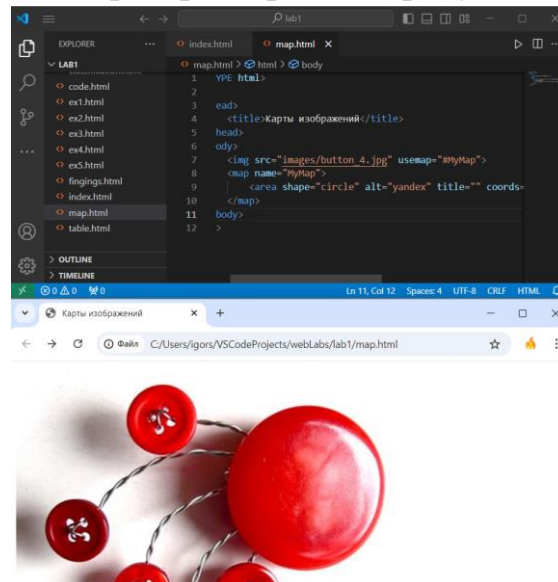 lab1
EXPLORER
index.html
map.html
LAB1
map.html > html > body
code.html
ex1.html
ex2.html
ex3.html
ex4.html
ex5.html
fingings.html
index.html
map.html
table.html
OUTLINE
TIMELINE
1 YPE html>
2
3 ead>
4 <title>Карты изображений</title>
5 head>
6 ody>
7 <img src="images/button_4.jpg" usemap="#MyMap">
8 <map name="MyMap">
9 <area shape="circle" alt="yandex" title="" coords=
10 </map>
11 body>
12 >
0 0 0 Ln 11, Col 12 Spaces: 4 UTF-8 CRLF HTML
Карты изображений
Файл C:/Users/igors/VSCodeProjects/webLabs/lab1/map.html